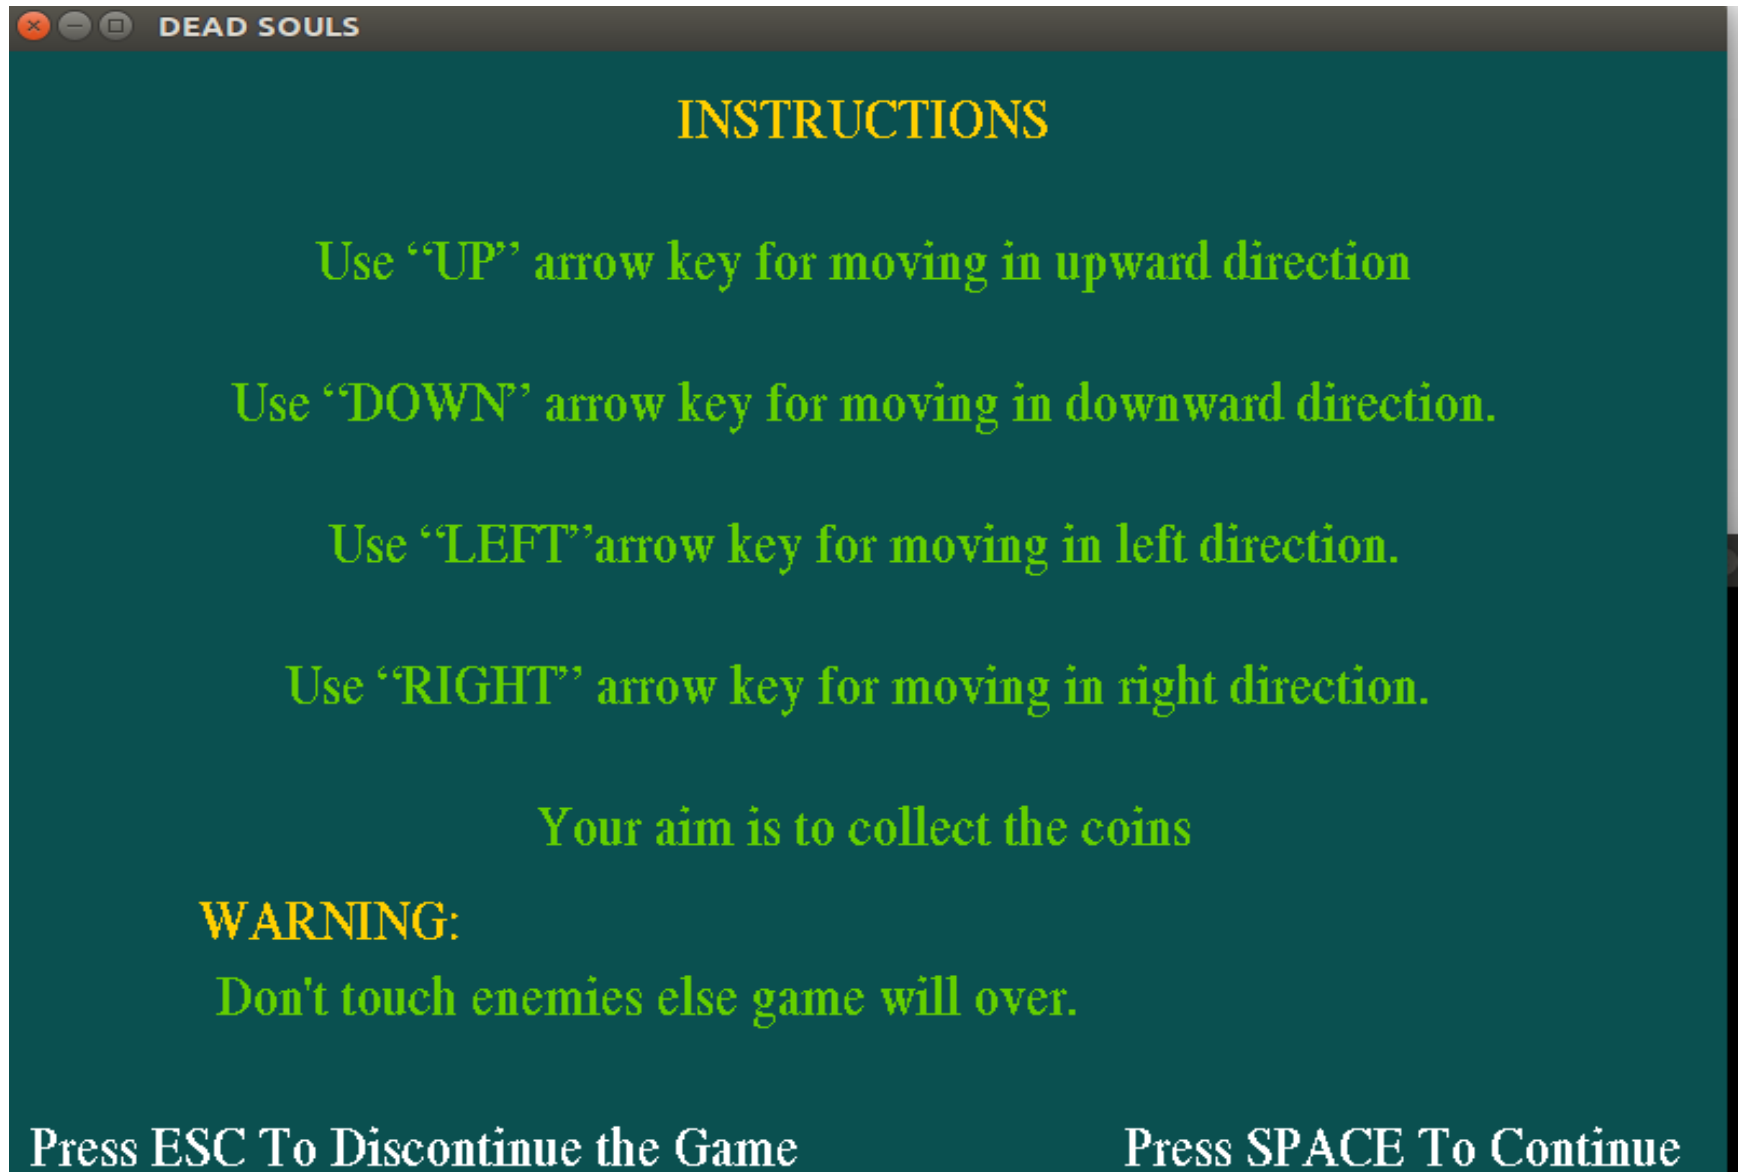 DEAD SOULS
INSTRUCTIONS
Use “UP” arrow key for moving in upward direction
Use “DOWN” arrow key for moving in downward direction.
Use “LEFT”arrow key for moving in left direction.
Use “RIGHT” arrow key for moving in right direction.
Your aim is to collect the coins
WARNING:
Don't touch enemies else game will over.
Press ESC To Discontinue the Game
Press SPACE To Continue